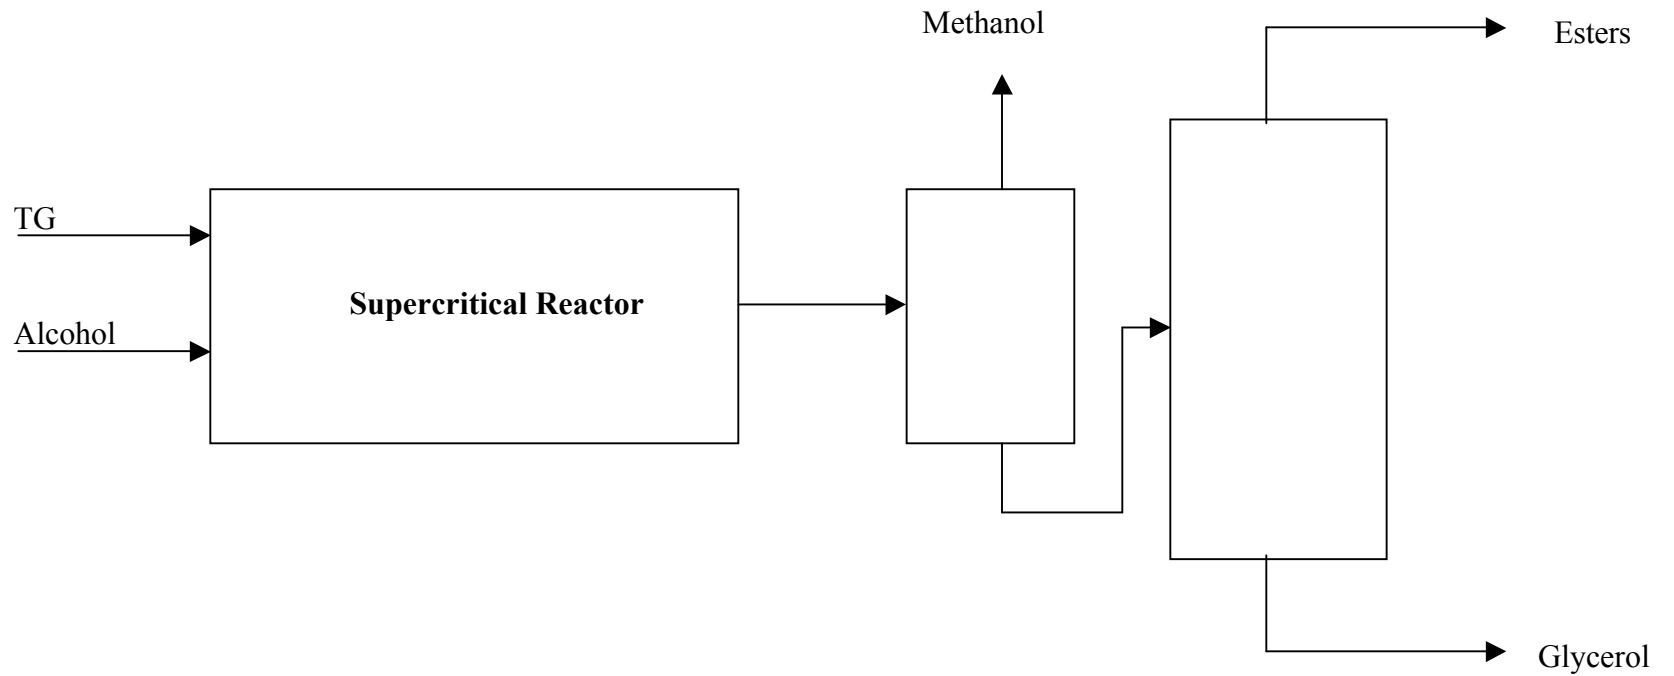 Methanol
Esters
TG
Supercritical Reactor
Alcohol
Glycerol